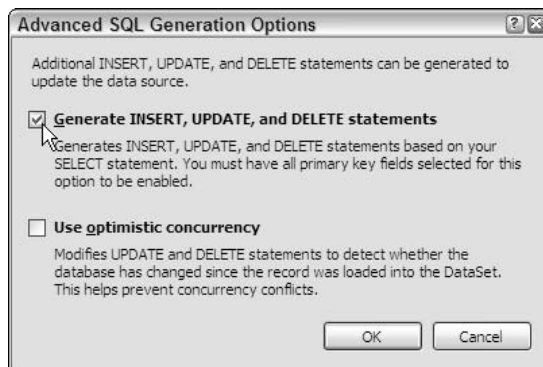 Advanced SQL Generation Options
Additional INSERT, UPDATE, and DELETE statements can be generated to
update the data source.
Generate INSERT, UPDATE, and DELETE statements
Generates INSERT, UPDATE, and DELETE statements based on your
SELECT statement. You must have all primary key fields selected for this
option to be enabled.
Use optimistic concurrency
Modifies UPDATE and DELETE statements to detect whether the
database has changed since the record was loaded into the DataSet.
This helps prevent concurrency conflicts.
OK Cancel